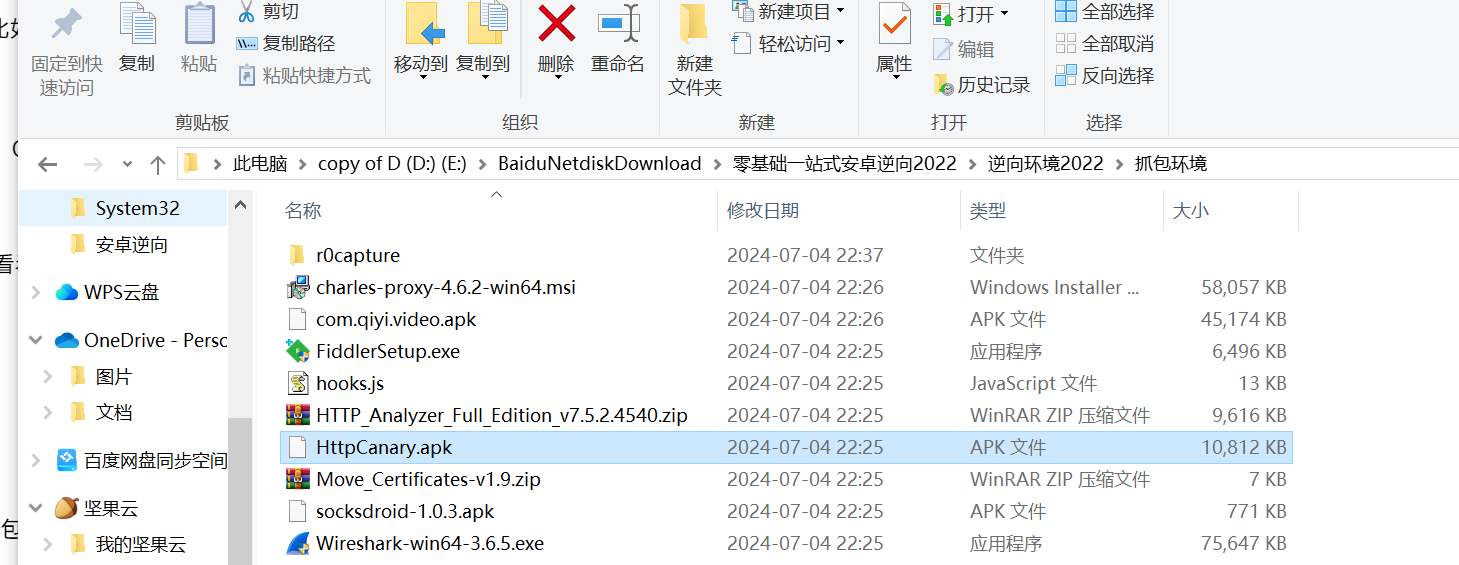 剪切
复制路径
粘贴快捷方式
固定到快
速访问
复制
粘贴
移动到
复制到
删除
重命名
新建
文件夹
新建项目
轻松访问
属性
打开
编辑
历史记录
全部选择
全部取消
反向选择
剪贴板
组织
新建
打开
选择
此电脑 copy of D (D:) (E:) BaiduNetdiskDownload 零基础一站式安卓逆向2022 逆向环境2022 抓包环境
System32
安卓逆向
WPS云盘
OneDrive - Persc
图片
文档
百度网盘同步空间
坚果云
我的坚果云
名称 修改日期 类型 大小
r0capture 2024-07-04 22:37 文件夹
charles-proxy-4.6.2-win64.msi 2024-07-04 22:26 Windows Installer ... 58,057 KB
com.qiyi.video.apk 2024-07-04 22:26 APK 文件 45,174 KB
FiddlerSetup.exe 2024-07-04 22:25 应用程序 6,496 KB
hooks.js 2024-07-04 22:25 JavaScript 文件 13 KB
HTTP_Analyzer_Full_Edition_v7.5.2.4540.zip 2024-07-04 22:25 WinRAR ZIP 压缩文件 9,616 KB
HttpCanary.apk 2024-07-04 22:25 APK 文件 10,812 KB
Move_Certificates-v1.9.zip 2024-07-04 22:25 WinRAR ZIP 压缩文件 7 KB
socksdroid-1.0.3.apk 2024-07-04 22:25 APK 文件 771 KB
Wireshark-win64-3.6.5.exe 2024-07-04 22:25 应用程序 75,647 KB